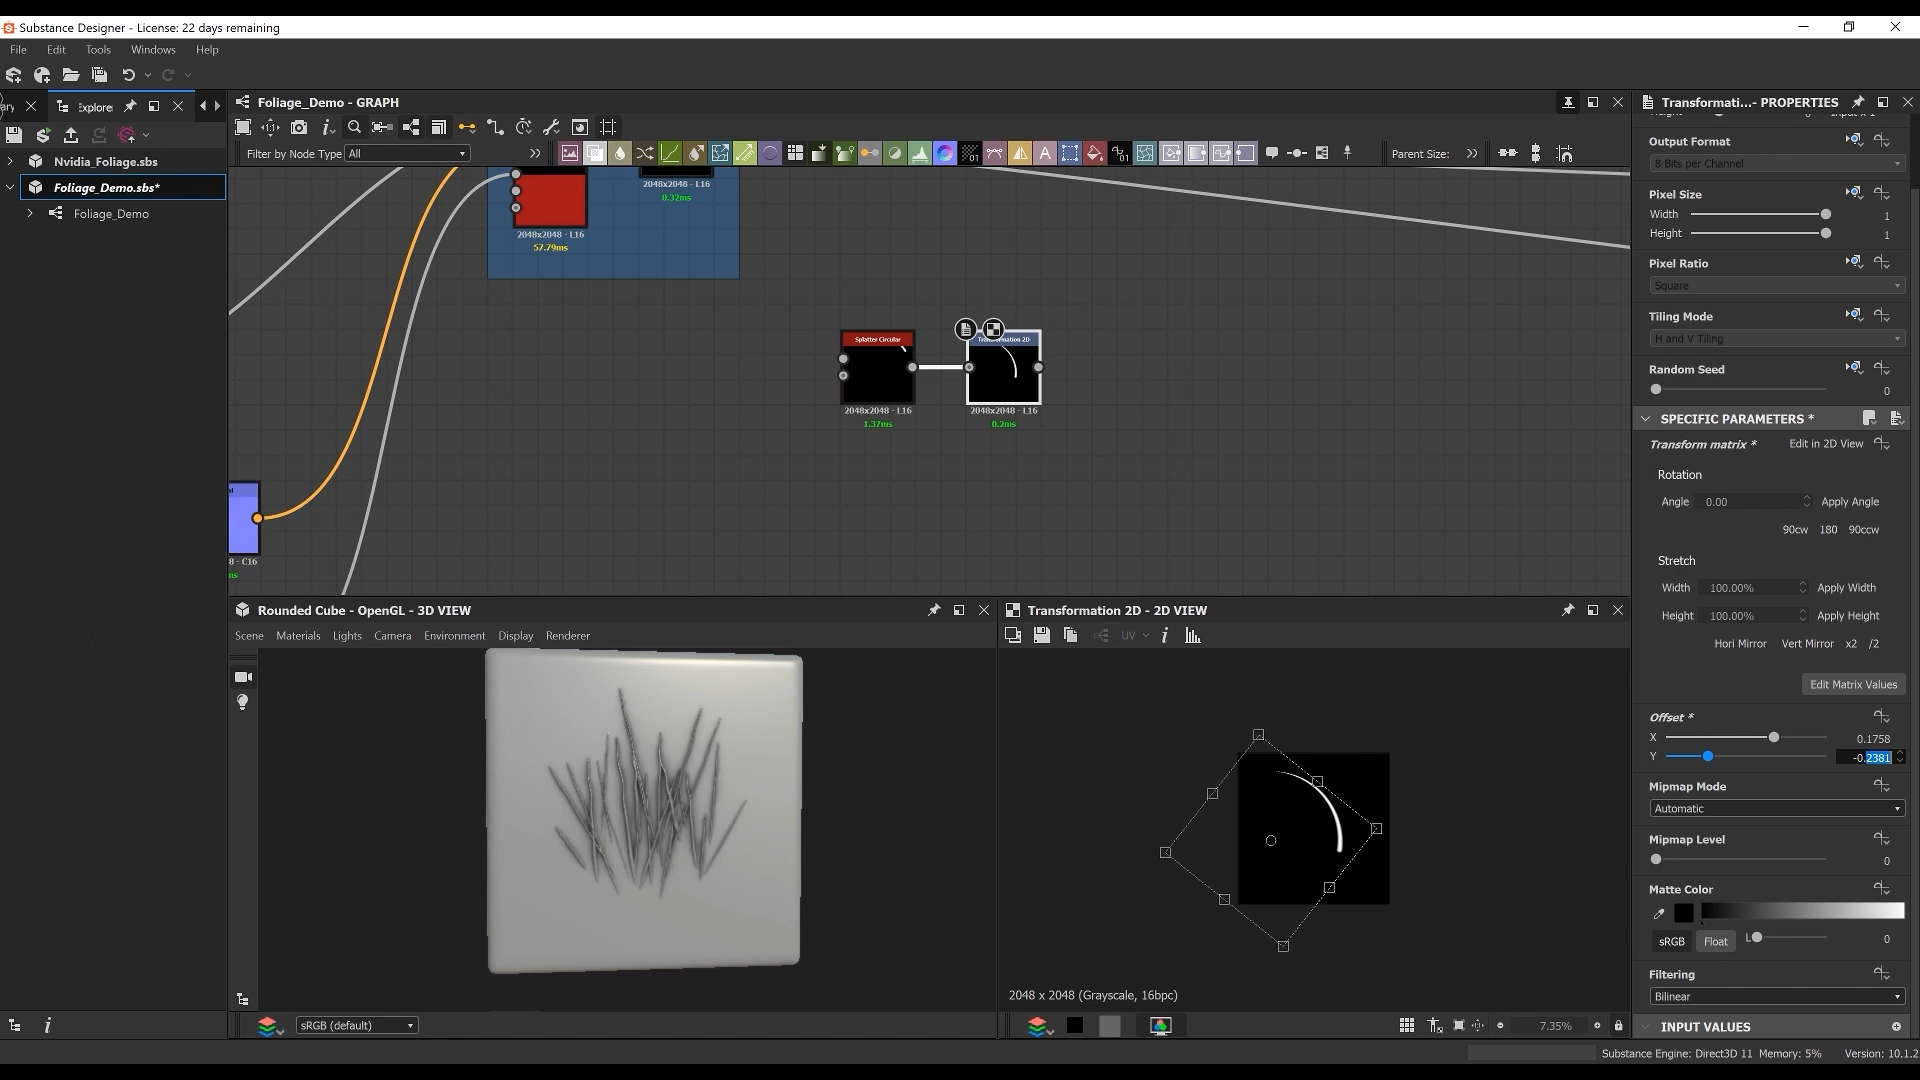 Substance Designer - License: 22 days remaining
File Edit Tools Windows Help
ary Explore
Foliage_Demo - GRAPH
Transformati...- PROPERTIES
Filter by Node Type All
Parent Size:
Nvidia_Foliage.sbs
Foliage_Demo.sbs*
Foliage_Demo
2048x2048 - L16
0.32ms
2048x2048 - L16
57.79ms
Splatter Circular
2048x2048 - L16
1.37ms
Transformation 2D
2048x2048 - L16
0.2ms
8 - C16
ms
Rounded Cube - OpenGL - 3D VIEW
Scene Materials Lights Camera Environment Display Renderer
sRGB (default)
Transformation 2D - 2D VIEW
UV
2048 x 2048 (Grayscale, 16bpc)
7.35%
Output Format
8 Bits per Channel
Pixel Size
Width 1
Height 1
Pixel Ratio
Square
Tiling Mode
H and V Tiling
Random Seed
0
SPECIFIC PARAMETERS *
Transform matrix * Edit in 2D View
Rotation
Angle 0.00 Apply Angle
90cw 180 90ccw
Stretch
Width 100.00% Apply Width
Height 100.00% Apply Height
Hori Mirror Vert Mirror x2 /2
Edit Matrix Values
Offset *
X 0.1758
Y -0.2381
Mipmap Mode
Automatic
Mipmap Level
0
Matte Color
sRGB Float L 0
Filtering
Bilinear
INPUT VALUES
Substance Engine: Direct3D 11 Memory: 5% Version: 10.1.2